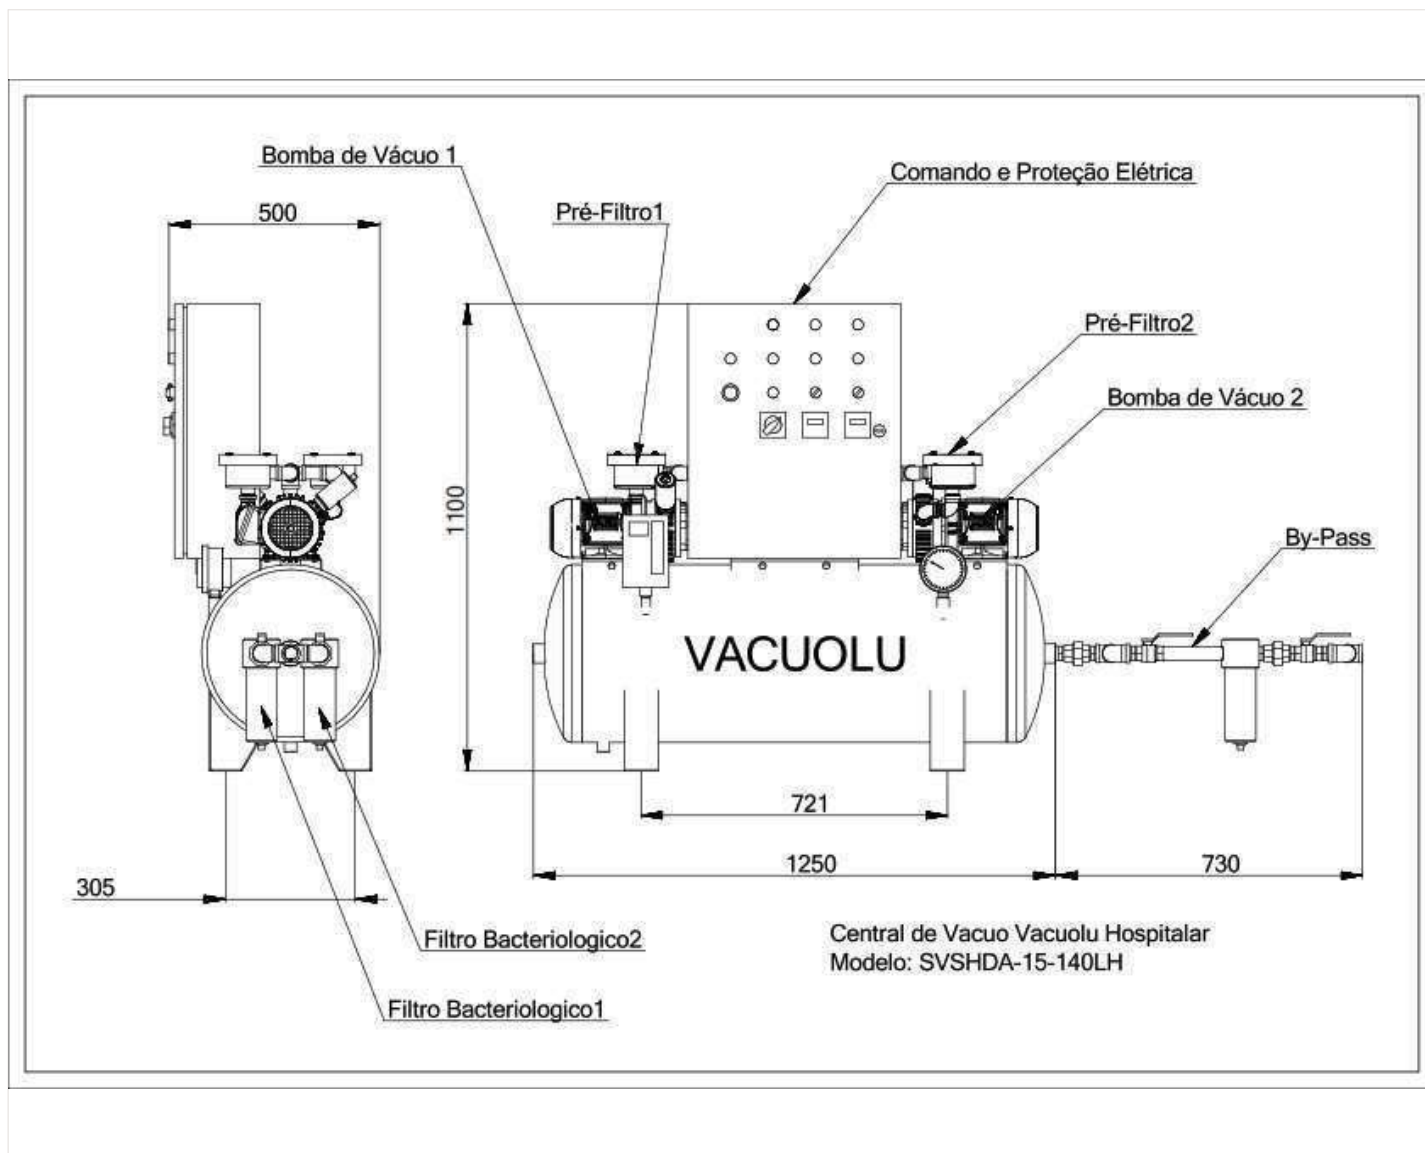 Bomba de Vácuo 1
Comando e Proteção Elétrica
500
Pré-Filtro1
Pré-Filtro2
Bomba de Vácuo 2
1100
By-Pass
VACUOLU
721
1250
730
305
Filtro Bacteriologico2
Central de Vacuo Vacuolu Hospitalar
Modelo: SVSHDA-15-140LH
Filtro Bacteriologico1